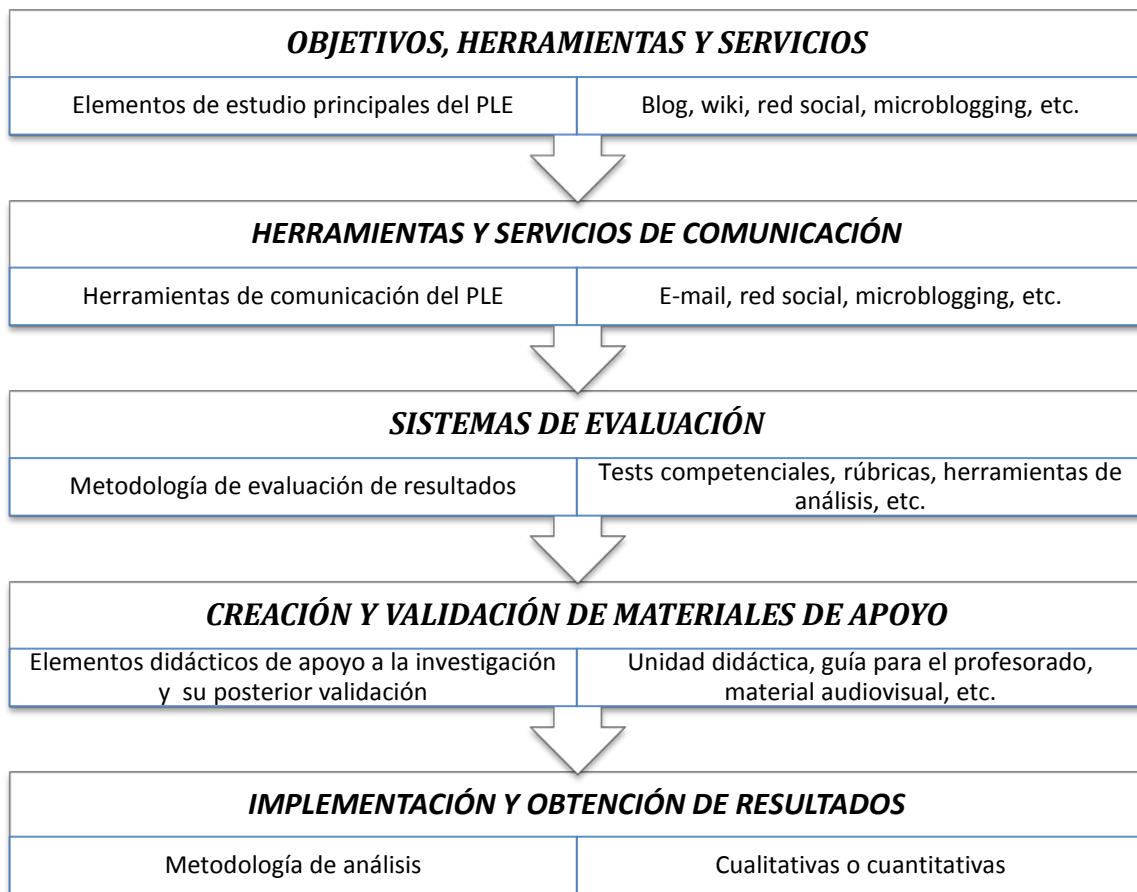 OBJETIVOS, HERRAMIENTAS Y SERVICIOS
Elementos de estudio principales del PLE
Blog, wiki, red social, microblogging, etc.
HERRAMIENTAS Y SERVICIOS DE COMUNICACIÓN
Herramientas de comunicación del PLE
E-mail, red social, microblogging, etc.
SISTEMAS DE EVALUACIÓN
Metodología de evaluación de resultados
Tests competenciales, rúbricas, herramientas de
análisis, etc.
CREACIÓN Y VALIDACIÓN DE MATERIALES DE APOYO
Elementos didácticos de apoyo a la investigación
y su posterior validación
Unidad didáctica, guía para el profesorado,
material audiovisual, etc.
IMPLEMENTACIÓN Y OBTENCIÓN DE RESULTADOS
Metodología de análisis
Cualitativas o cuantitativas